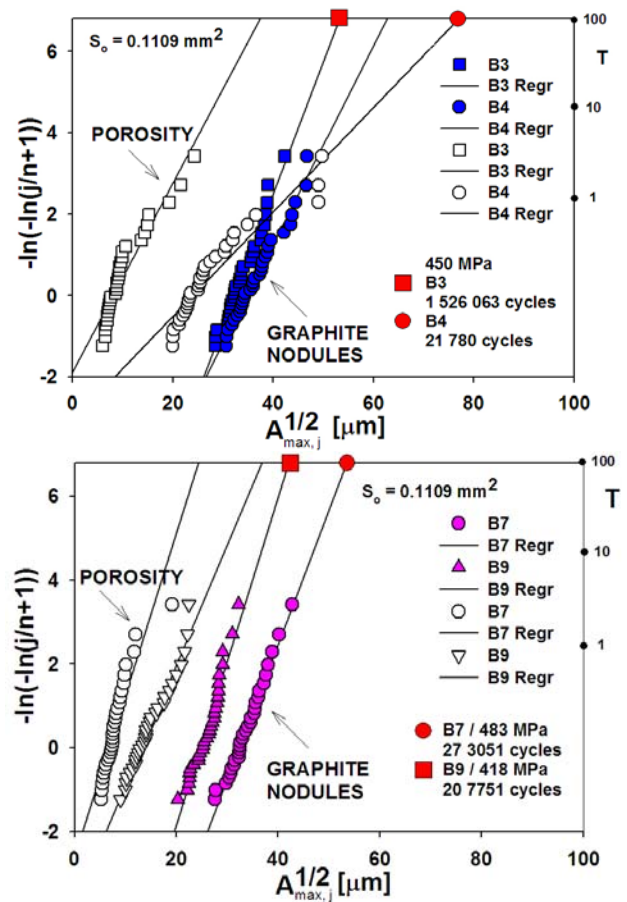 6
4
2
0
-2
-ln(-ln(j/n+1))
S₀ = 0.1109 mm²
POROSITY
GRAPHITE
NODULES
100
T
10
1
B3
B3 Regr
B4
B4 Regr
B3
B3 Regr
B4
B4 Regr
450 MPa
B3
1 526 063 cycles
B4
21 780 cycles
0
20
40
60
80
100
A¹ᐟ²max, j [µm]
6
4
2
0
-2
-ln(-ln(j/n+1))
S₀ = 0.1109 mm²
POROSITY
GRAPHITE
NODULES
100
T
10
1
B7
B7 Regr
B9
B9 Regr
B7
B7 Regr
B9
B9 Regr
B7 / 483 MPa
27 3051 cycles
B9 / 418 MPa
20 7751 cycles
0
20
40
60
80
100
A¹ᐟ²max, j [µm]